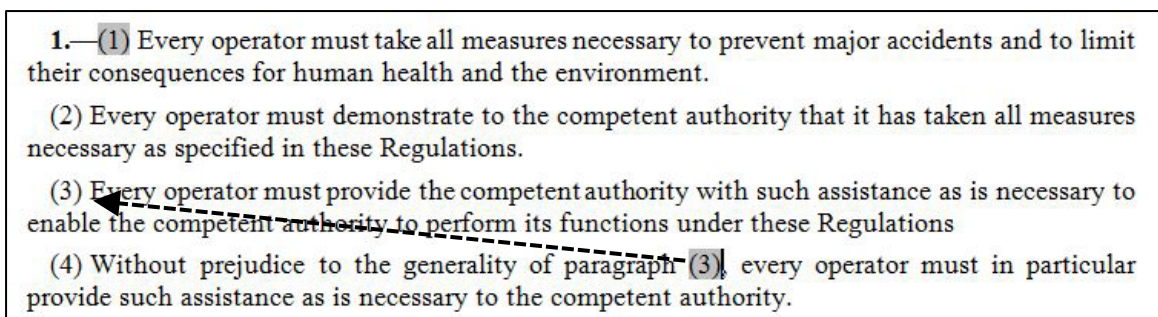 1.—(1) Every operator must take all measures necessary to prevent major accidents and to limit
their consequences for human health and the environment.
(2) Every operator must demonstrate to the competent authority that it has taken all measures
necessary as specified in these Regulations.
(3) Every operator must provide the competent authority with such assistance as is necessary to
enable the competent authority to perform its functions under these Regulations
(4) Without prejudice to the generality of paragraph (3), every operator must in particular
provide such assistance as is necessary to the competent authority.